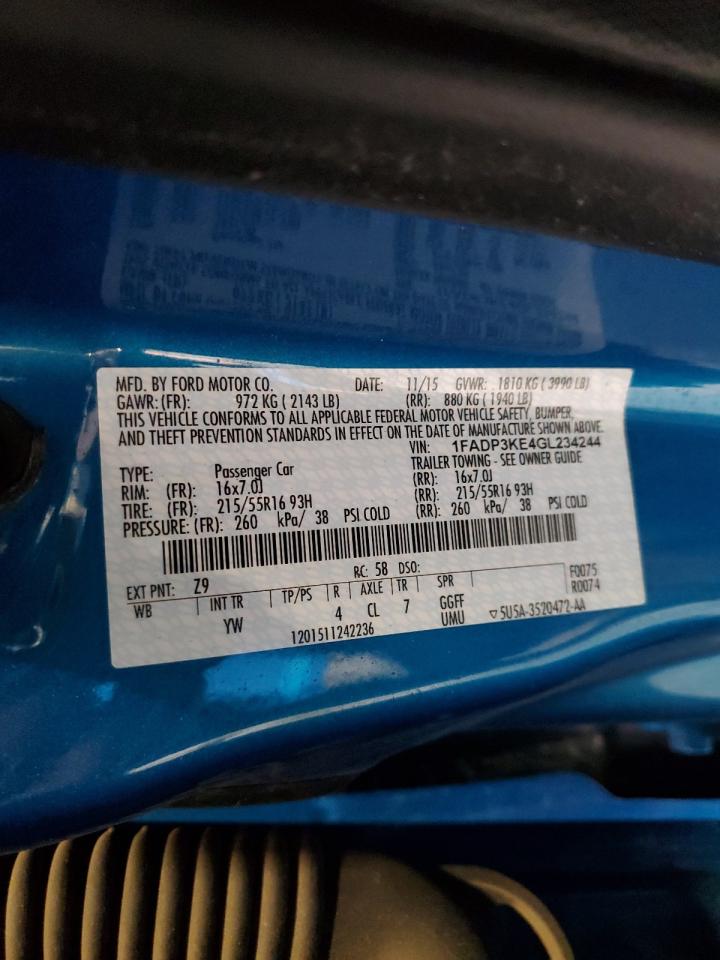 MFD. BY FORD MOTOR CO. DATE: 11/15 GVWR: 1810 KG ( 3990 LB)
GAWR: (FR): 972 KG ( 2143 LB) (RR): 880 KG ( 1940 LB)
THIS VEHICLE CONFORMS TO ALL APPLICABLE FEDERAL MOTOR VEHICLE SAFETY, BUMPER,
AND THEFT PREVENTION STANDARDS IN EFFECT ON THE DATE OF MANUFACTURE SHOWN ABOVE.
VIN: 1FADP3KE4GL234244
TYPE: Passenger Car TRAILER TOWING - SEE OWNER GUIDE
RIM: (FR): 16x7.0J (RR): 16x7.0J
TIRE: (FR): 215/55R16 93H (RR): 215/55R16 93H
PRESSURE: (FR): 260 kPa/ 38 PSI COLD (RR): 260 kPa/ 38 PSI COLD
EXT PNT: Z9 RC: 58 DSO: F0075
WB INT TR TP/PS R AXLE TR SPR R0074
YW 4 CL 7 GGFF
UMU ▽5U5A-3520472-AA
1201511242236